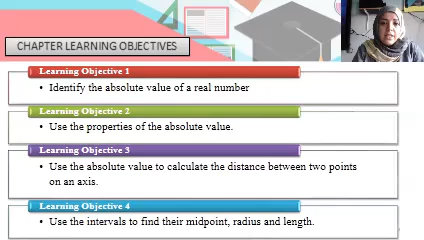 CHAPTER LEARNING OBJECTIVES
Learning Objective 1
• Identify the absolute value of a real number
Learning Objective 2
• Use the properties of the absolute value.
Learning Objective 3
• Use the absolute value to calculate the distance between two points
on an axis.
Learning Objective 4
• Use the intervals to find their midpoint, radius and length.